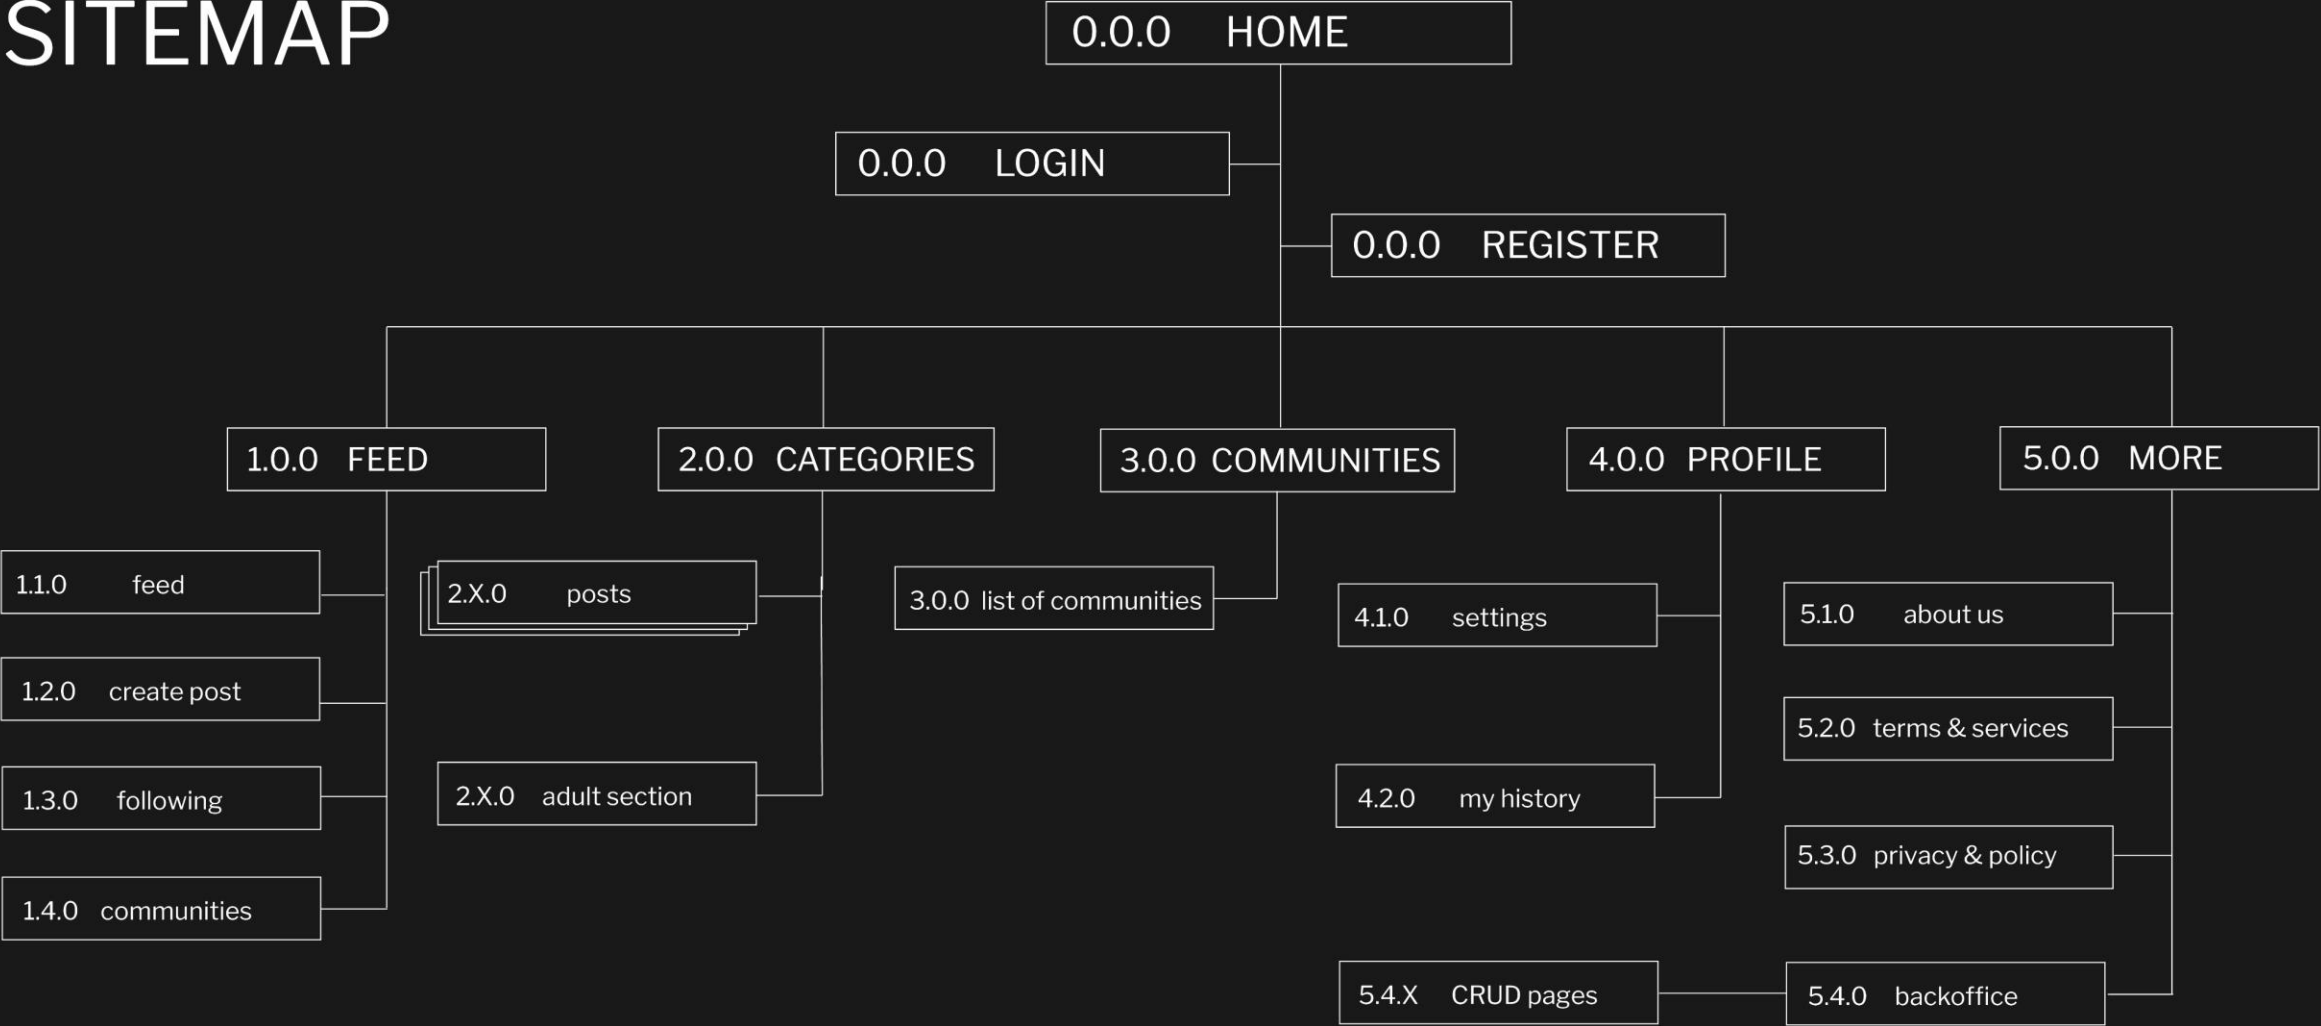 SITEMAP
0.0.0 HOME
0.0.0 LOGIN
0.0.0 REGISTER
1.0.0 FEED
2.0.0 CATEGORIES
3.0.0 COMMUNITIES
4.0.0 PROFILE
5.0.0 MORE
1.1.0 feed
1.2.0 create post
1.3.0 following
1.4.0 communities
2.X.0 posts
2.X.0 adult section
3.0.0 list of communities
4.1.0 settings
4.2.0 my history
5.1.0 about us
5.2.0 terms & services
5.3.0 privacy & policy
5.4.X CRUD pages
5.4.0 backoffice